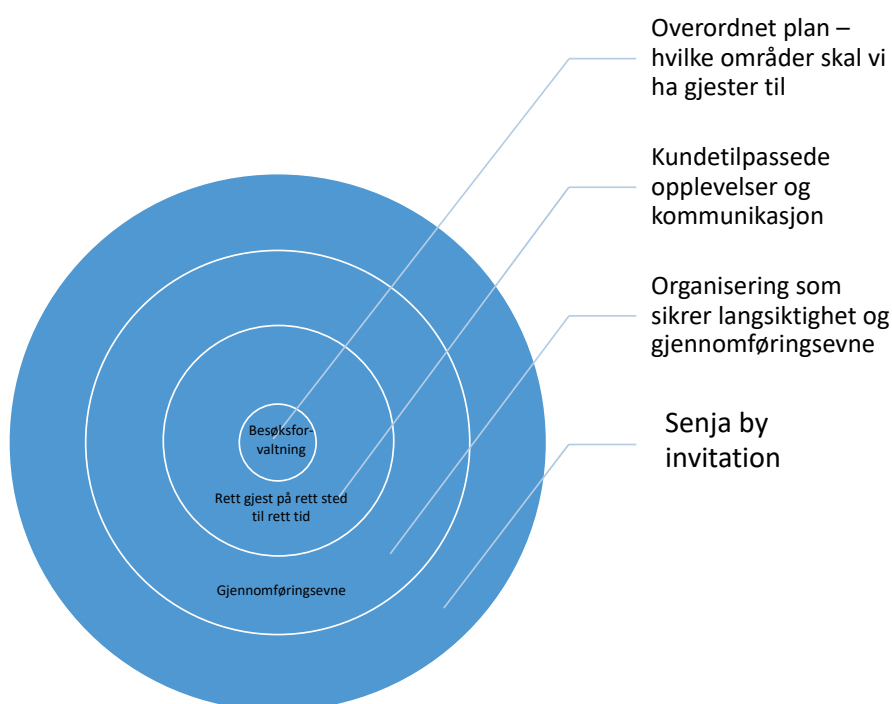 Overordnet plan –
hvilke områder skal vi
ha gjester til
Kundetilpassede
opplevelser og
kommunikasjon
Organisering som
sikrer langsiktighet og
gjennomføringsevne
Senja by
invitation
Besøksfor-
valtning
Rett gjest på rett sted
til rett tid
Gjennomføringsevne